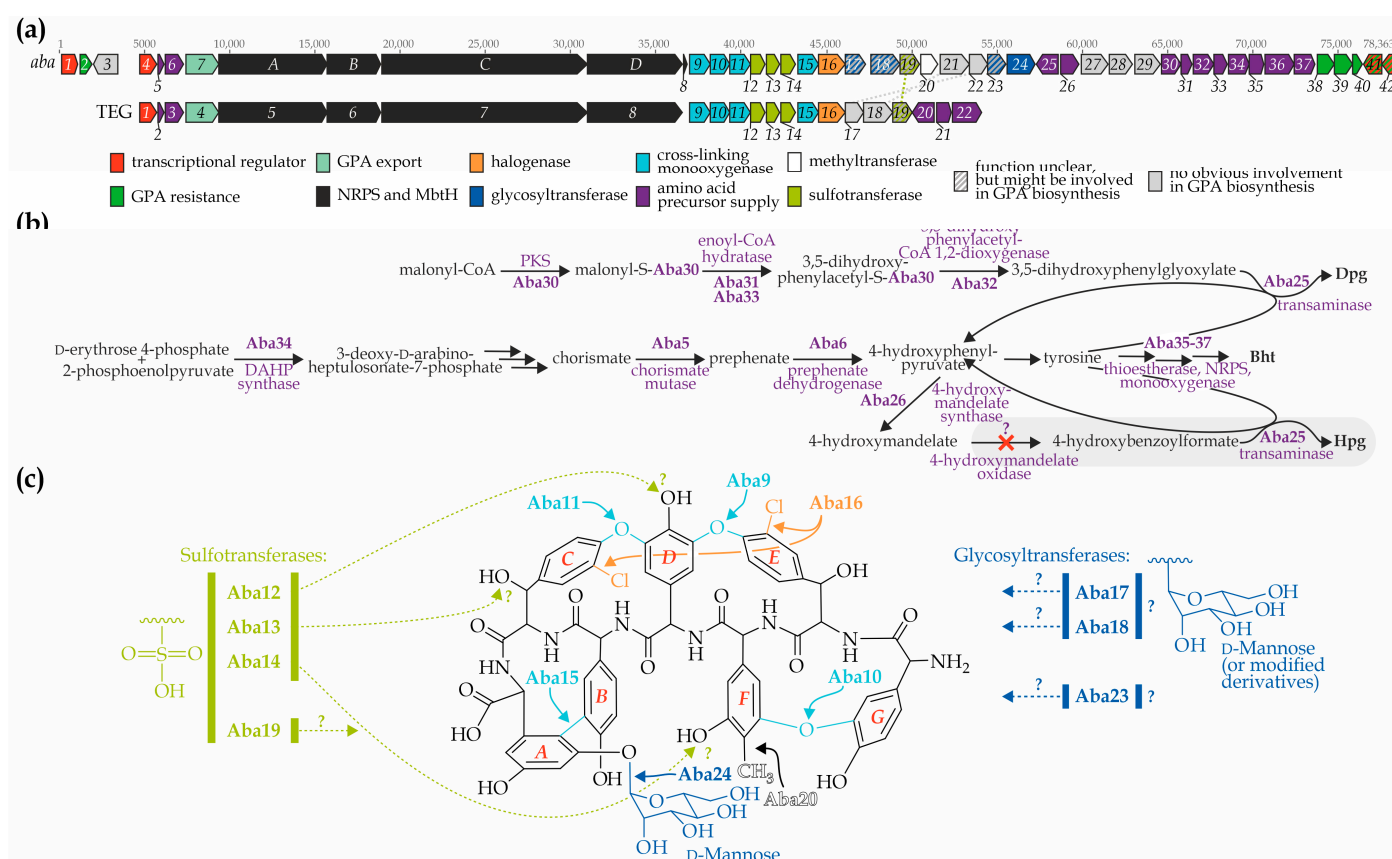 (a)
1 5000 10,000 15,000 20,000 25,000 30,000 35,000 40,000 45,000 50,000 55,000 60,000 65,000 70,000 75,000
aba 1 2 3 4 6 7 A B C D 9 10 11 15 16 17 18 19 21 24 25 27 28 29 30 32 34 36 37 41
5 12 13 14 20 22 23 26 31 33 35 38 39 40 42
TEG 1 3 4 5 6 7 8 9 10 11 15 16 18 19 20 22
2 12 13 14 17 19 21
transcriptional regulator
GPA export
halogenase
cross-linking
monooxygenase
methyltransferase
function unclear,
but might be involved
in GPA biosynthesis
no obvious involvement
in GPA biosynthesis
GPA resistance
NRPS and MbtH
glycosyltransferase
amino acid
precursor supply
sulfotransferase
(b)
malonyl-CoA
PKS
Aba30
malonyl-S-Aba30
enoyl-CoA
hydratase
Aba31
Aba33
3,5-dihydroxy-
phenylacetyl-S-Aba30
3,5-dihydroxy-
phenylacetyl-
CoA 1,2-dioxygenase
Aba32
3,5-dihydroxyphenylglyoxylate
Aba25
transaminase
Dpg
D-erythrose 4-phosphate
+
2-phosphoenolpyruvate
Aba34
DAHP
synthase
3-deoxy-D-arabino-
heptulosonate-7-phosphate
chorismate
Aba5
chorismate
mutase
prephenate
Aba6
prephenate
dehydrogenase
4-hydroxyphenyl-
pyruvate
tyrosine
Aba35-37
thioestherase, NRPS,
monooxygenase
Bht
Aba26
4-hydroxy-
mandelate
synthase
4-hydroxymandelate
?
4-hydroxymandelate
oxidase
4-hydroxybenzoylformate
Aba25
transaminase
Hpg
(c)
Sulfotransferases:
Aba12
Aba13
Aba14
Aba19
?
O=S=O
OH
?
OH
Aba11
Aba9
Aba16
Cl
O
O
C
D
E
Cl
HO
?
OH
O
O
H
N
O
H
N
O
N
H
O
N
H
O
N
H
O
HN
NH2
Aba15
Aba10
B
F
G
O
HO
O
HO
?
A
O
HO
OH
Aba24
CH3
Aba20
HO
O
OH
OH
OH
OH
D-Mannose
Glycosyltransferases:
?
Aba17
?
Aba18
?
?
Aba23
?
O
O
OH
OH
OH
OH
D-Mannose
(or modified
derivatives)